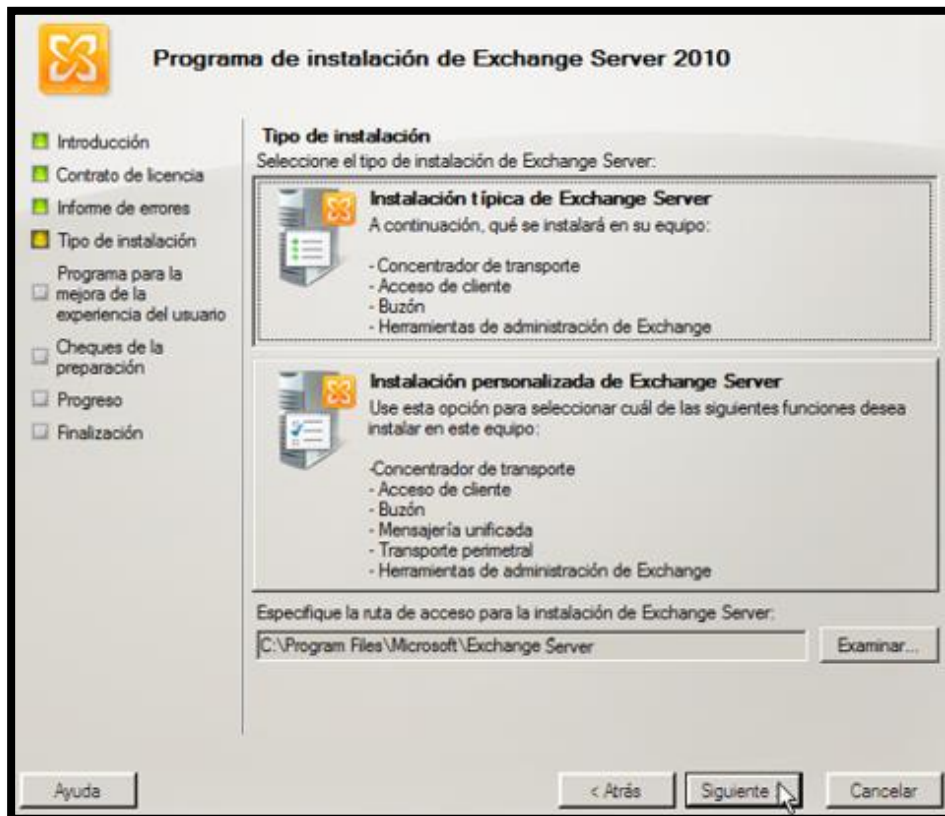 Programa de instalación de Exchange Server 2010
Introducción
Contrato de licencia
Informe de errores
Tipo de instalación
Programa para la
mejora de la
experiencia del usuario
Cheques de la
preparación
Progreso
Finalización
Tipo de instalación
Seleccione el tipo de instalación de Exchange Server:
Instalación típica de Exchange Server
A continuación, qué se instalará en su equipo:
- Concentrador de transporte
- Acceso de cliente
- Buzón
- Herramientas de administración de Exchange
Instalación personalizada de Exchange Server
Use esta opción para seleccionar cuál de las siguientes funciones desea
instalar en este equipo:
-Concentrador de transporte
- Acceso de cliente
- Buzón
- Mensajería unificada
- Transporte perimetral
- Herramientas de administración de Exchange
Especifique la ruta de acceso para la instalación de Exchange Server:
C:\Program Files\Microsoft\Exchange Server
Examinar...
Ayuda
< Atrás
Siguiente
Cancelar